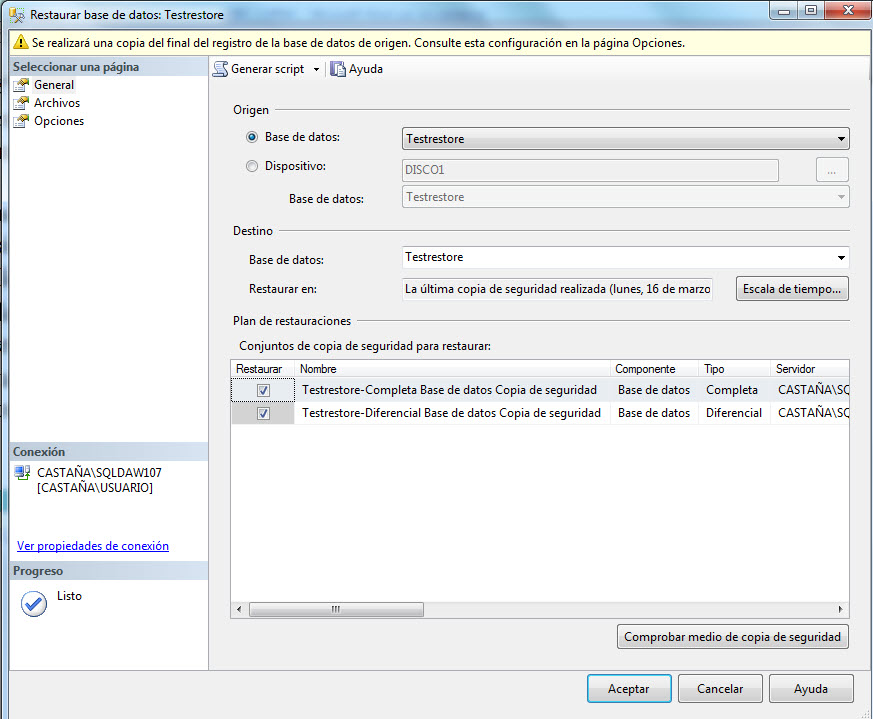 Restaurar base de datos: Testrestore
Se realizará una copia del final del registro de la base de datos de origen. Consulte esta configuración en la página Opciones.
Seleccionar una página
General
Archivos
Opciones
Generar script
Ayuda
Origen
Base de datos:
Testrestore
Dispositivo:
DISCO1
...
Base de datos:
Testrestore
Destino
Base de datos:
Testrestore
Restaurar en:
La última copia de seguridad realizada (lunes, 16 de marzo
Escala de tiempo...
Plan de restauraciones
Conjuntos de copia de seguridad para restaurar:
Restaurar Nombre Componente Tipo Servidor
Testrestore-Completa Base de datos Copia de seguridad Base de datos Completa CASTAÑA\SQ
Testrestore-Diferencial Base de datos Copia de seguridad Base de datos Diferencial CASTAÑA\SQ
Conexión
CASTAÑA\SQLDAW107
[CASTAÑA\USUARIO]
Ver propiedades de conexión
Progreso
Listo
Comprobar medio de copia de seguridad
Aceptar
Cancelar
Ayuda